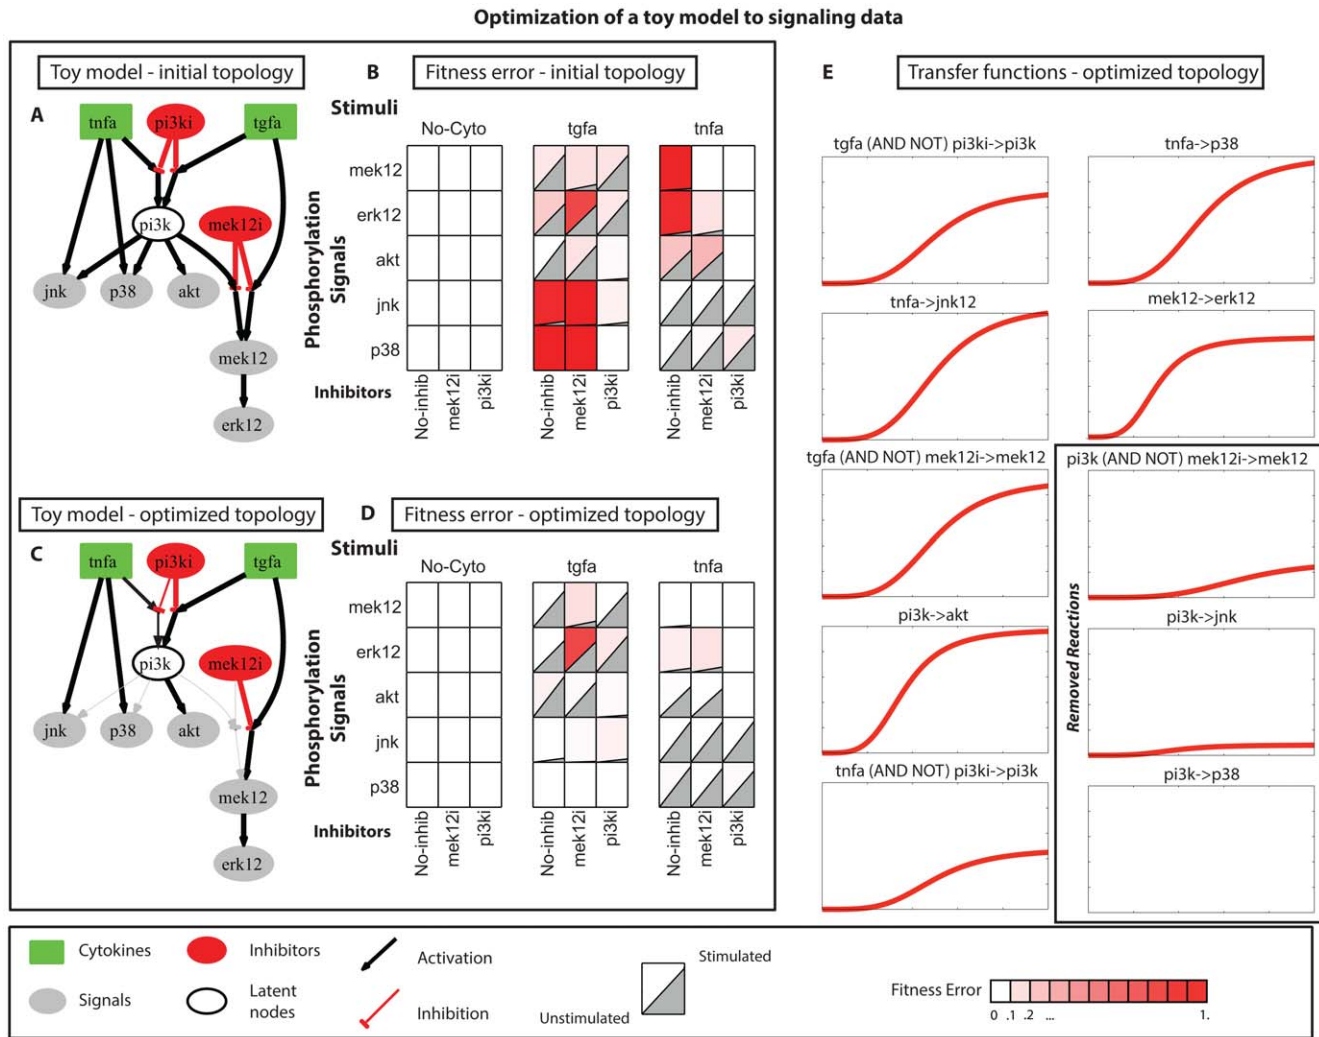 Optimization of a toy model to signaling data
Toy model - initial topology
A
tnfa
pi3ki
tgfa
pi3k
mek12i
jnk
p38
akt
mek12
erk12
B
Fitness error - initial topology
Stimuli
No-Cyto
tgfa
tnfa
Phosphorylation
Signals
mek12
erk12
akt
jnk
p38
Inhibitors
No-inhib
mek12i
pi3ki
No-inhib
mek12i
pi3ki
No-inhib
mek12i
pi3ki
Toy model - optimized topology
C
tnfa
pi3ki
tgfa
pi3k
mek12i
jnk
p38
akt
mek12
erk12
D
Fitness error - optimized topology
Stimuli
No-Cyto
tgfa
tnfa
Phosphorylation
Signals
mek12
erk12
akt
jnk
p38
Inhibitors
No-inhib
mek12i
pi3ki
No-inhib
mek12i
pi3ki
No-inhib
mek12i
pi3ki
E
Transfer functions - optimized topology
tgfa (AND NOT) pi3ki->pi3k
tnfa->p38
tnfa->jnk12
mek12->erk12
tgfa (AND NOT) mek12i->mek12
pi3k (AND NOT) mek12i->mek12
pi3k->akt
pi3k->jnk
tnfa (AND NOT) pi3ki->pi3k
pi3k->p38
Removed Reactions
Cytokines
Inhibitors
Activation
Signals
Latent
nodes
Inhibition
Stimulated
Unstimulated
Fitness Error
0 .1 .2 ... 1.